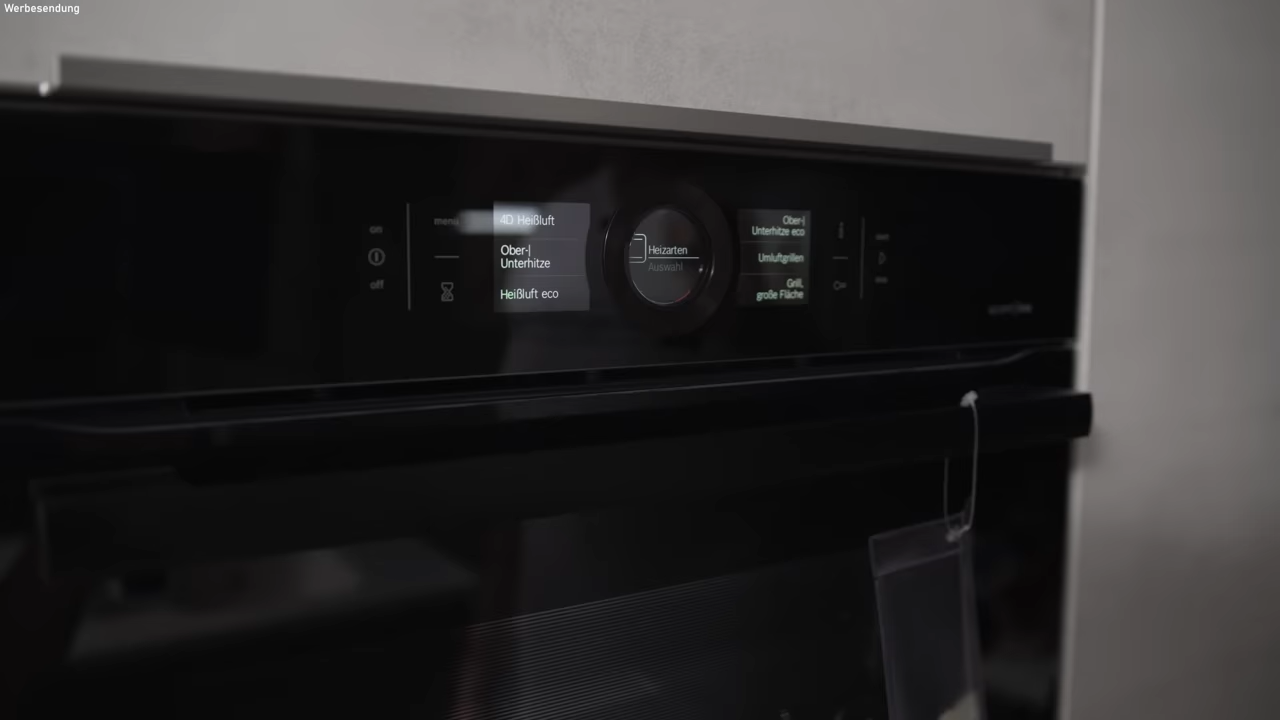 Werbesendung
on
off
menu
4D Heißluft
Ober-|
Unterhitze
Heißluft eco
Heizarten
Auswahl
Ober-|
Unterhitze eco
Umluftgrillen
Grill,
große Fläche